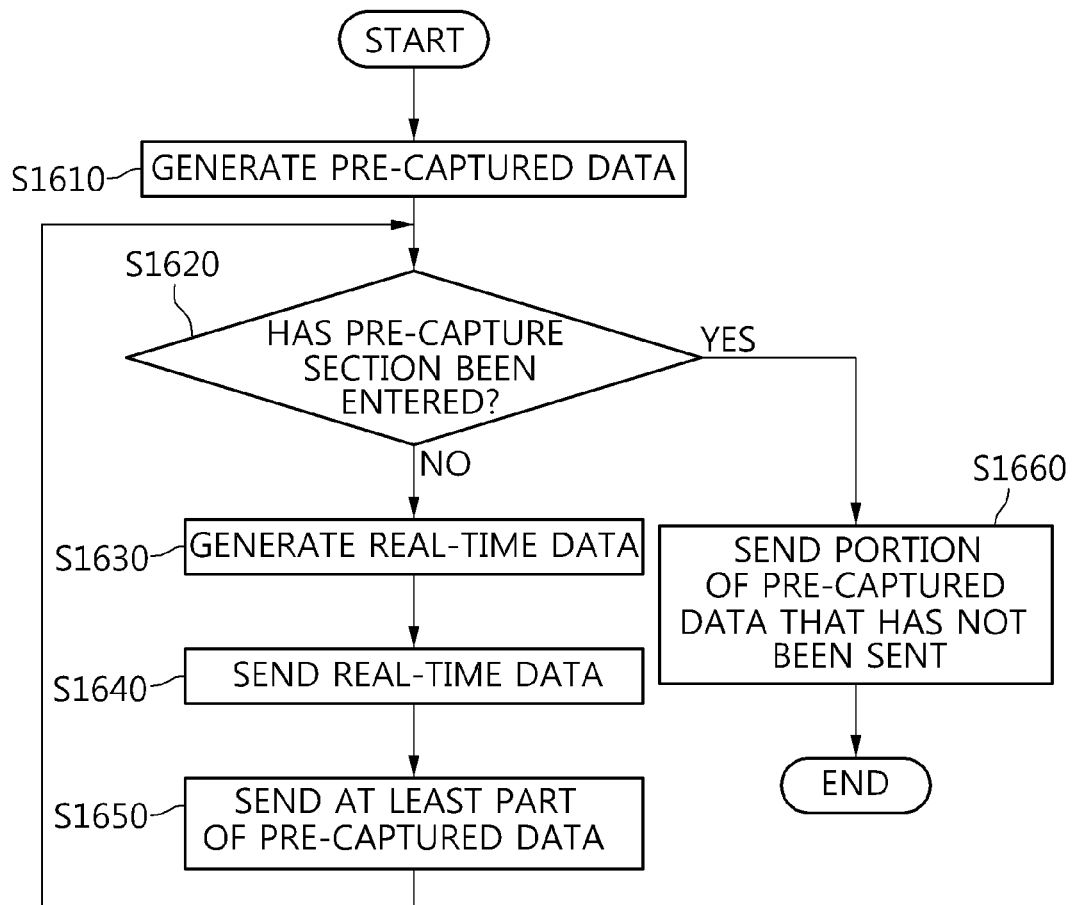 START
S1610
GENERATE PRE-CAPTURED DATA
S1620
HAS PRE-CAPTURE
SECTION BEEN
ENTERED?
YES
NO
S1630
GENERATE REAL-TIME DATA
S1640
SEND REAL-TIME DATA
S1650
SEND AT LEAST PART
OF PRE-CAPTURED DATA
S1660
SEND PORTION
OF PRE-CAPTURED
DATA THAT HAS NOT
BEEN SENT
END